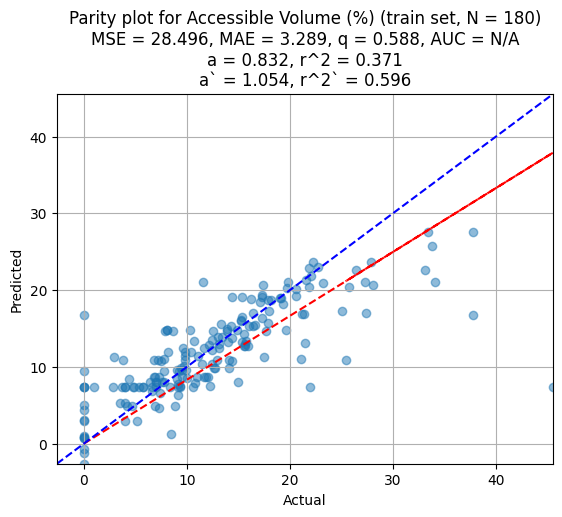 Parity plot for Accessible Volume (%) (train set, N = 180)
MSE = 28.496, MAE = 3.289, q = 0.588, AUC = N/A
a = 0.832, r^2 = 0.371
a` = 1.054, r^2` = 0.596
40
30
20
10
0
Predicted
0 10 20 30 40
Actual